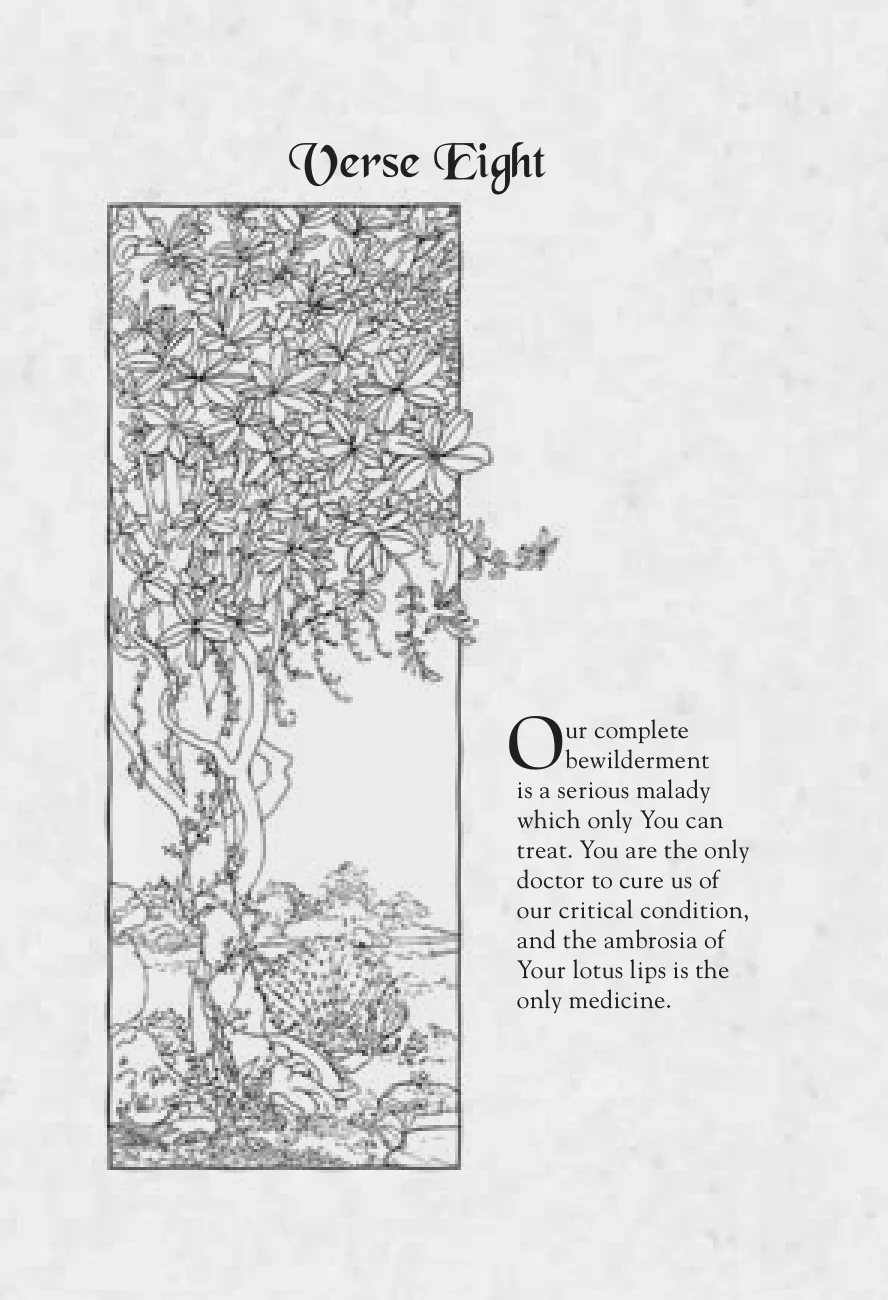 Verse Eight
Our complete
bewilderment
is a serious malady
which only You can
treat. You are the only
doctor to cure us of
our critical condition,
and the ambrosia of
Your lotus lips is the
only medicine.